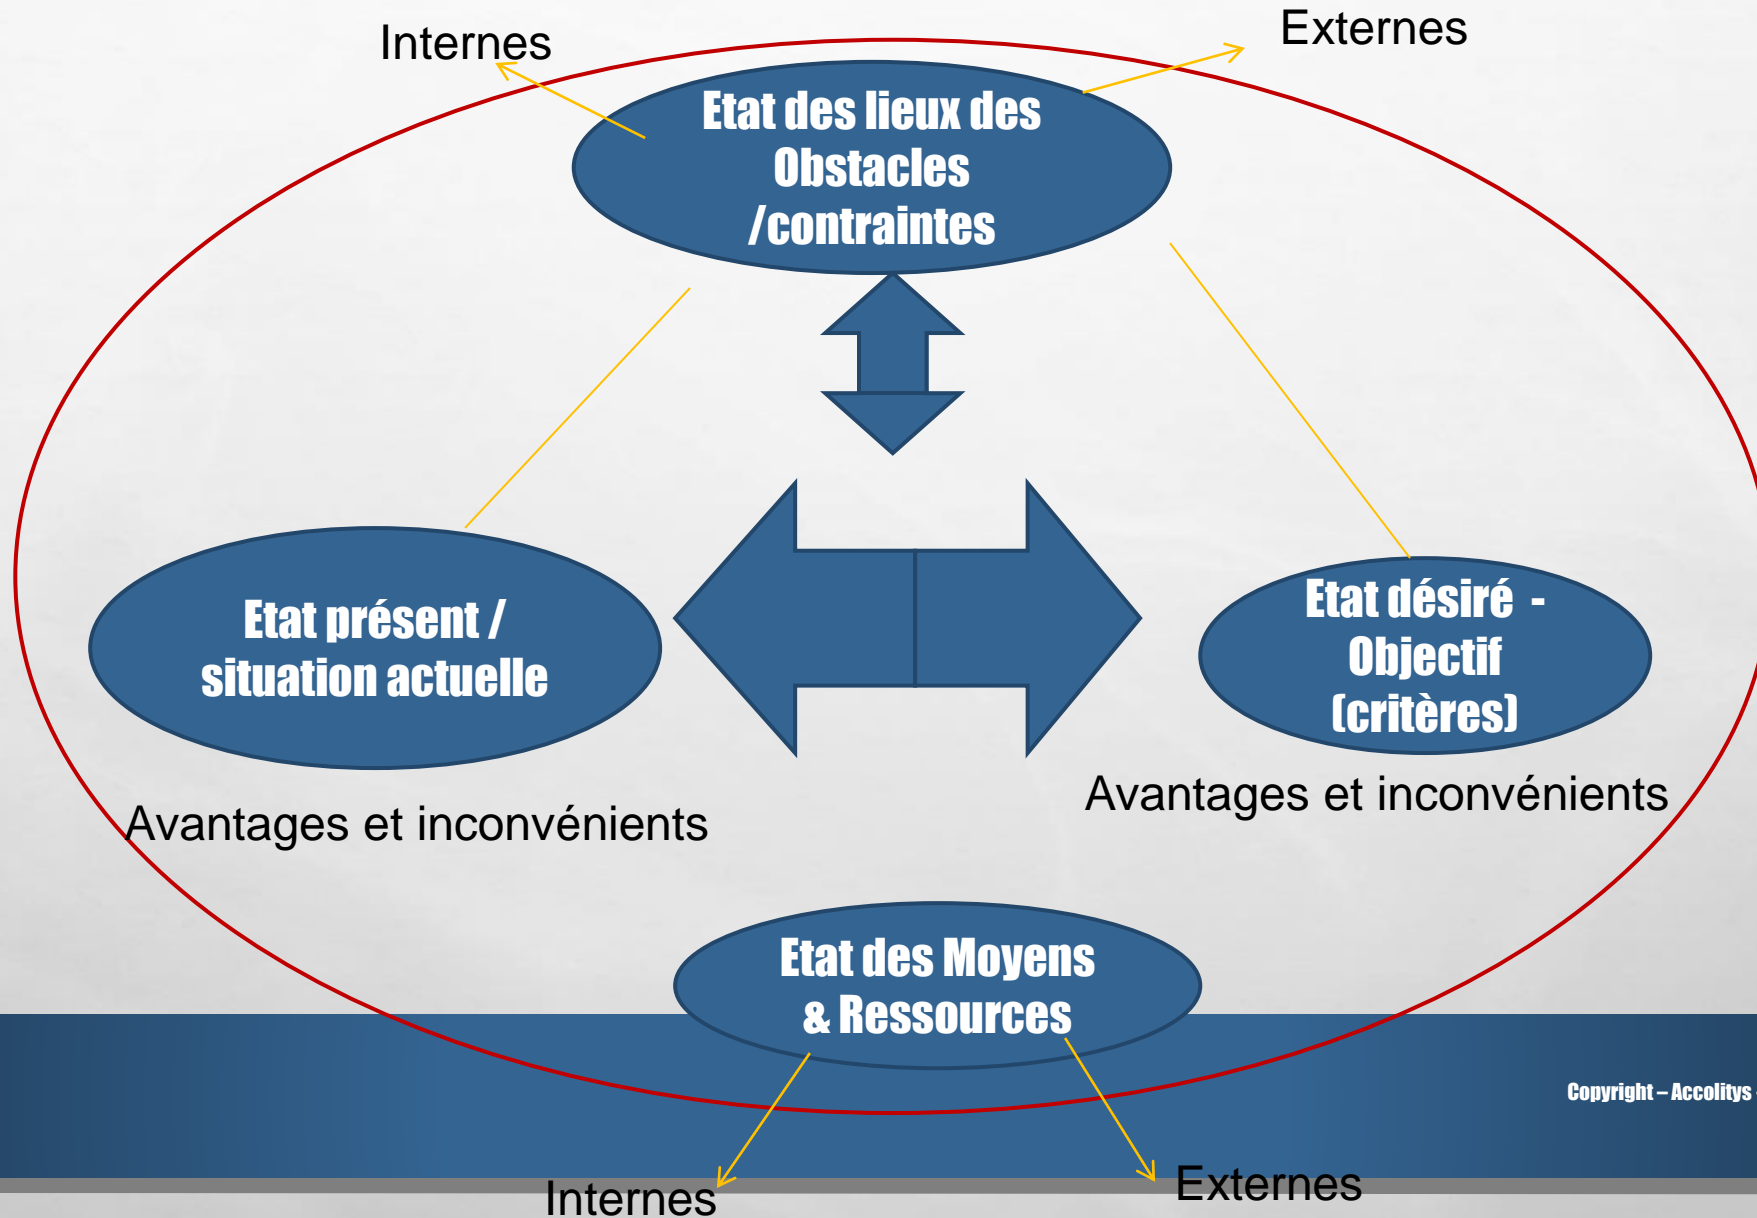 Internes
Externes
Etat des lieux des
Obstacles
/contraintes
Etat présent /
situation actuelle
Etat désiré -
Objectif
(critères)
Avantages et inconvénients
Avantages et inconvénients
Etat des Moyens
& Ressources
Copyright – Accolitys -
Internes
Externes